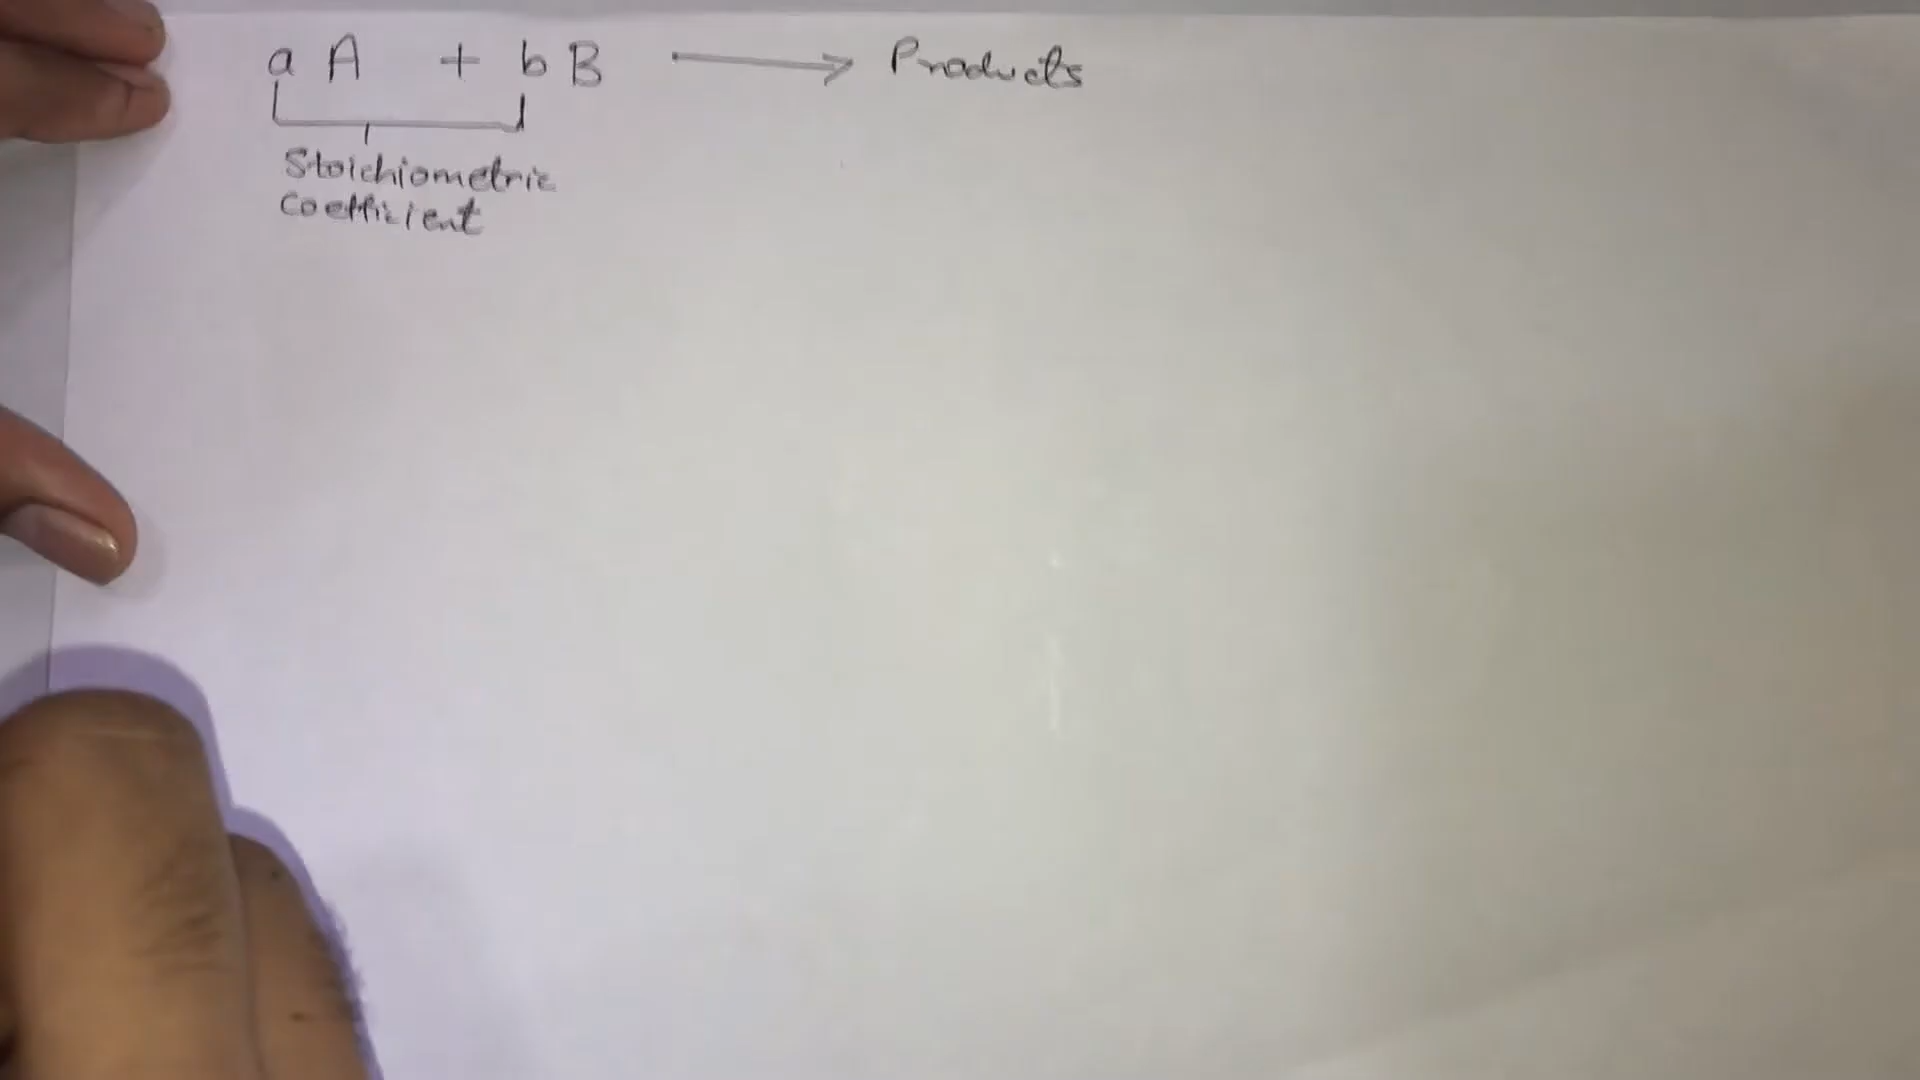 a A + b B ⟶ Products
Stoichiometric
coefficient